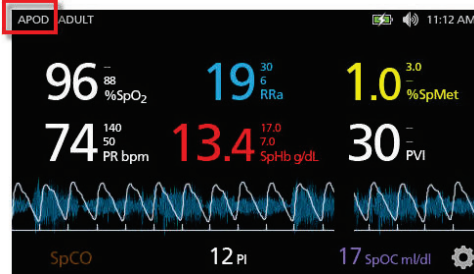 APOD ADULT 11:12 AM
96 – 88 %SpO2 19 30 6 RRa 1.0 3.0 – %SpMet
74 140 50 PR bpm 13.4 17.0 7.0 SpHb g/dL 30 – – PVI
SpCO 12 PI 17 SpOC ml/dl